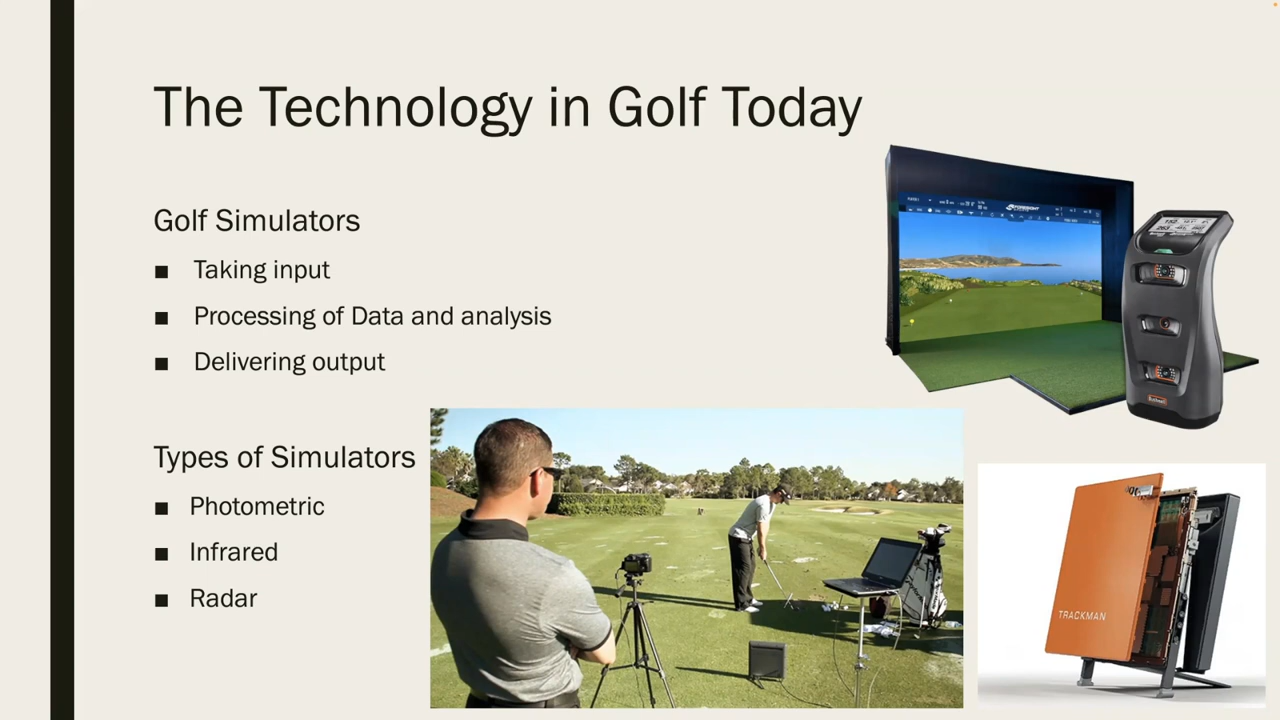 The Technology in Golf Today
Golf Simulators
■ Taking input
■ Processing of Data and analysis
■ Delivering output
Types of Simulators
■ Photometric
■ Infrared
■ Radar
TRACKMAN